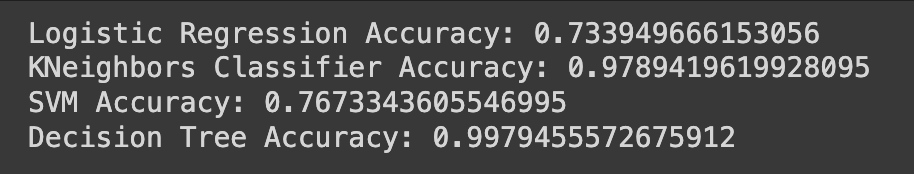 Logistic Regression Accuracy: 0.733949666153056
KNeighbors Classifier Accuracy: 0.9789419619928095
SVM Accuracy: 0.7673343605546995
Decision Tree Accuracy: 0.9979455572675912